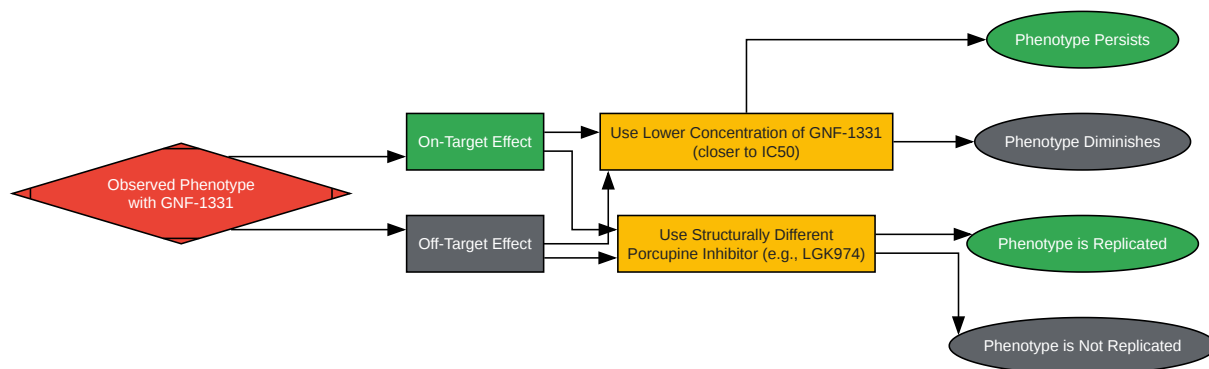 Observed Phenotype
with GNF-1331
On-Target Effect
Off-Target Effect
Use Lower Concentration of GNF-1331
(closer to IC50)
Use Structurally Different
Porcupine Inhibitor (e.g., LGK974)
Phenotype Persists
Phenotype Diminishes
Phenotype is Replicated
Phenotype is Not Replicated